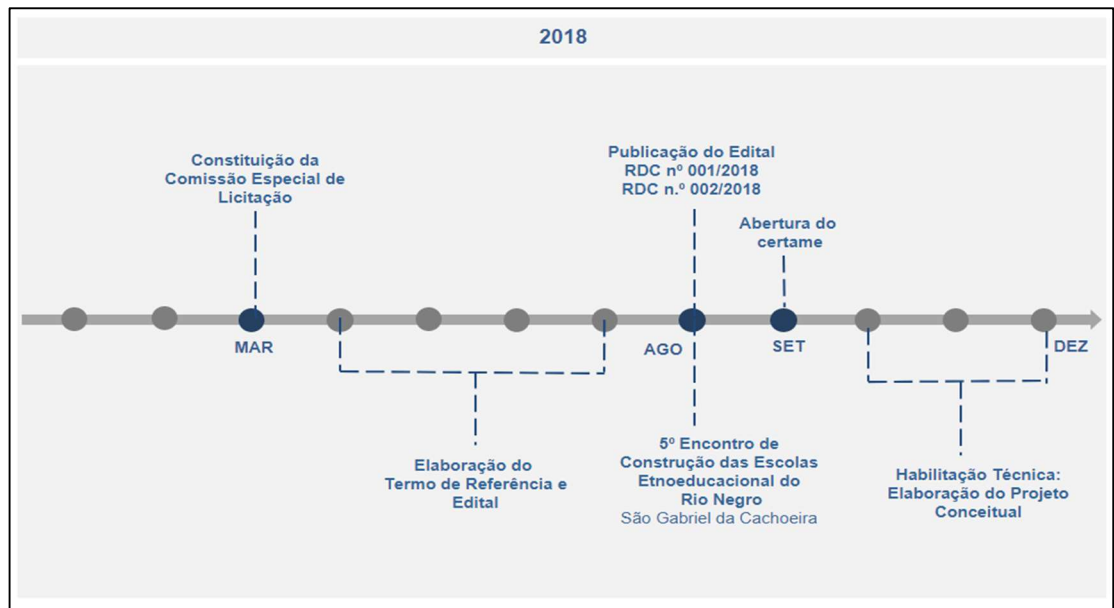 2018
Constituição da
Comissão Especial de
Licitação
Publicação do Edital
RDC nº 001/2018
RDC n.º 002/2018
Abertura do
certame
MAR
AGO
SET
DEZ
Elaboração do
Termo de Referência e
Edital
5º Encontro de
Construção das Escolas
Etnoeducacional do
Rio Negro
São Gabriel da Cachoeira
Habilitação Técnica:
Elaboração do Projeto
Conceitual